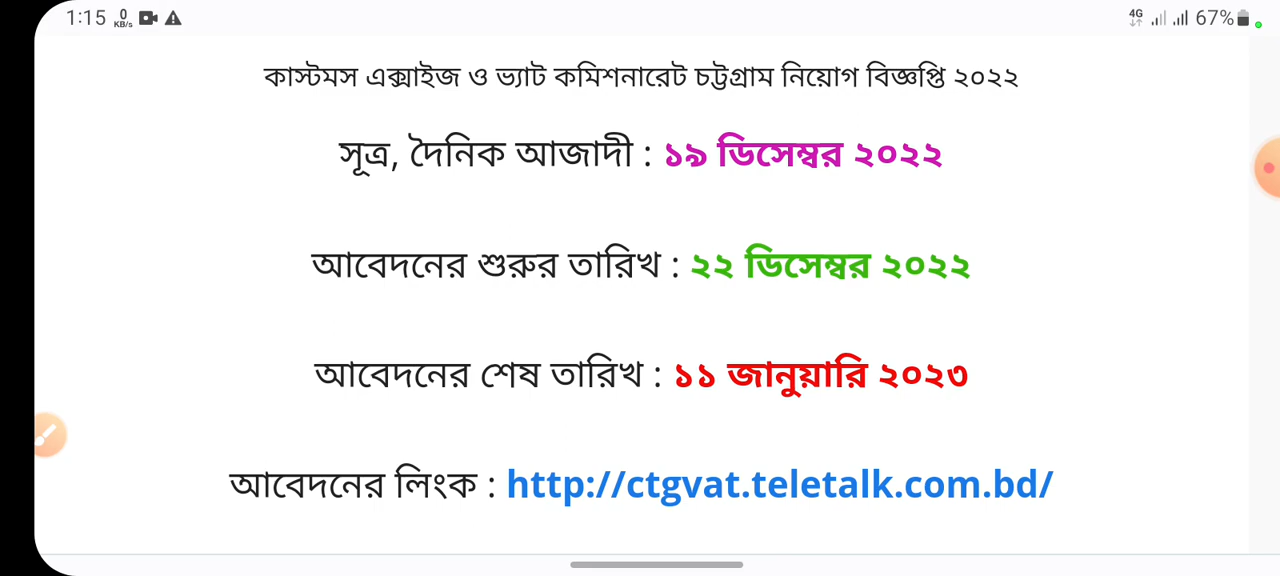 1:15 0 KB/s 4G 67%
কাস্টমস এক্সাইজ ও ভ্যাট কমিশনারেট চট্টগ্রাম নিয়োগ বিজ্ঞপ্তি ২০২২
সূত্র, দৈনিক আজাদী : ১৯ ডিসেম্বর ২০২২
আবেদনের শুরুর তারিখ : ২২ ডিসেম্বর ২০২২
আবেদনের শেষ তারিখ : ১১ জানুয়ারি ২০২৩
আবেদনের লিংক : http://ctgvat.teletalk.com.bd/